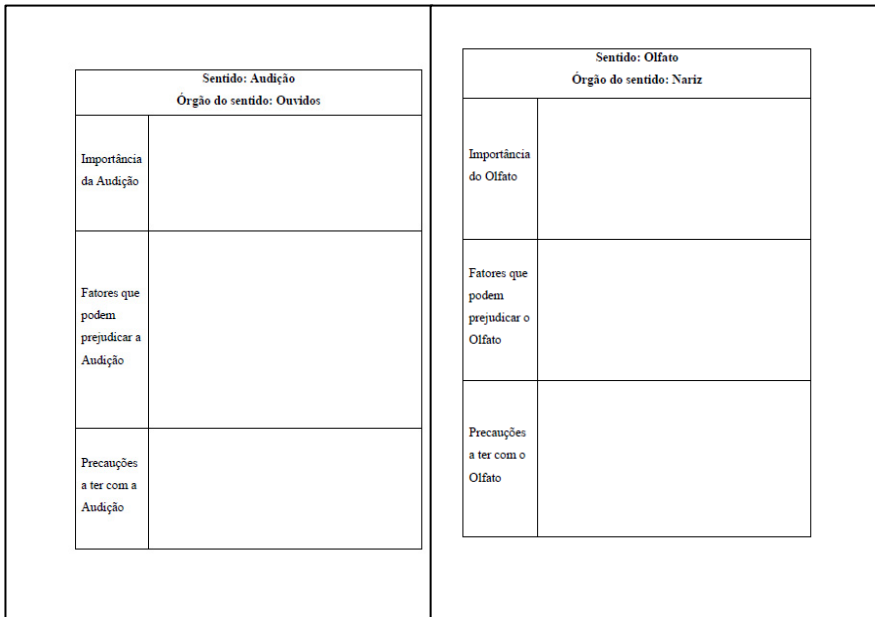 Sentido: Audição
Órgão do sentido: Ouvidos
Importância
da Audição
Fatores que
podem
prejudicar a
Audição
Precauções
a ter com a
Audição
Sentido: Olfato
Órgão do sentido: Nariz
Importância
do Olfato
Fatores que
podem
prejudicar o
Olfato
Precauções
a ter com o
Olfato